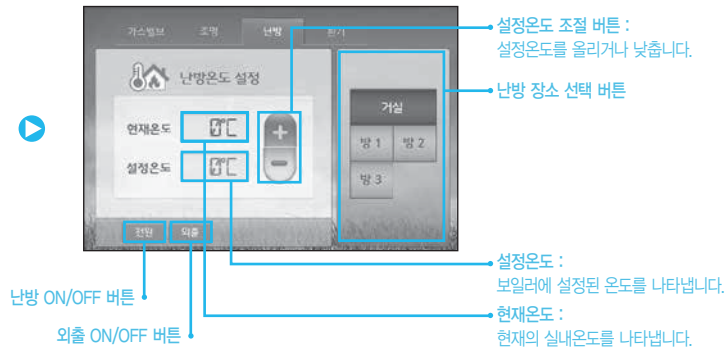 가스밸브 조명 난방 환기
설정온도 조절 버튼 :
설정온도를 올리거나 낮춥니다.
난방온도 설정
난방 장소 선택 버튼
거실
현재온도 0℃ +
방 1 방 2
설정온도 0℃ −
방 3
전원 외출
설정온도 :
보일러에 설정된 온도를 나타냅니다.
난방 ON/OFF 버튼
현재온도 :
외출 ON/OFF 버튼
현재의 실내온도를 나타냅니다.